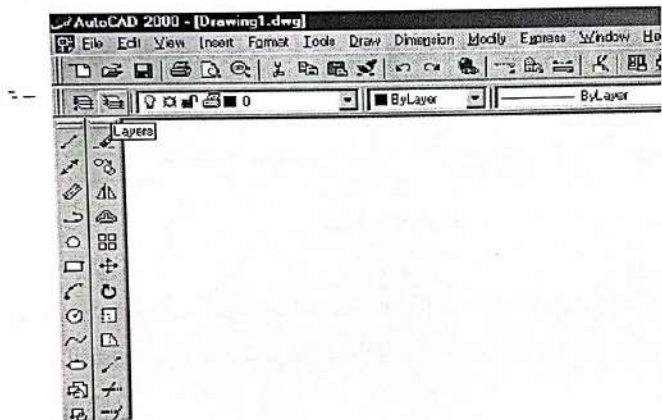 AutoCAD 2000 - [Drawing1.dwg]
File Edit View Insert Format Tools Draw Dimension Modify Express Window He
0 ByLayer ByLayer
Layers